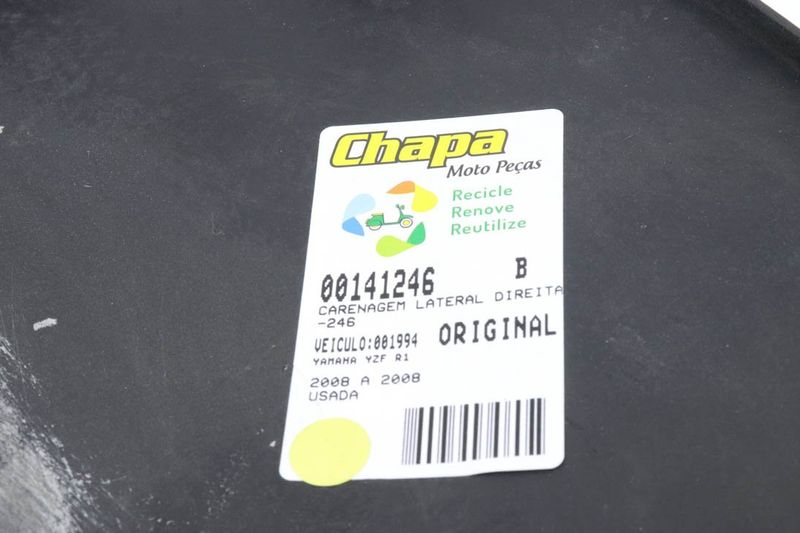 Chapa
Moto Peças
Recicle
Renove
Reutilize
00141246 B
CARENAGEM LATERAL DIREITA
-246
VEICULO:001994 ORIGINAL
YAMAHA YZF R1
2008 A 2008
USADA